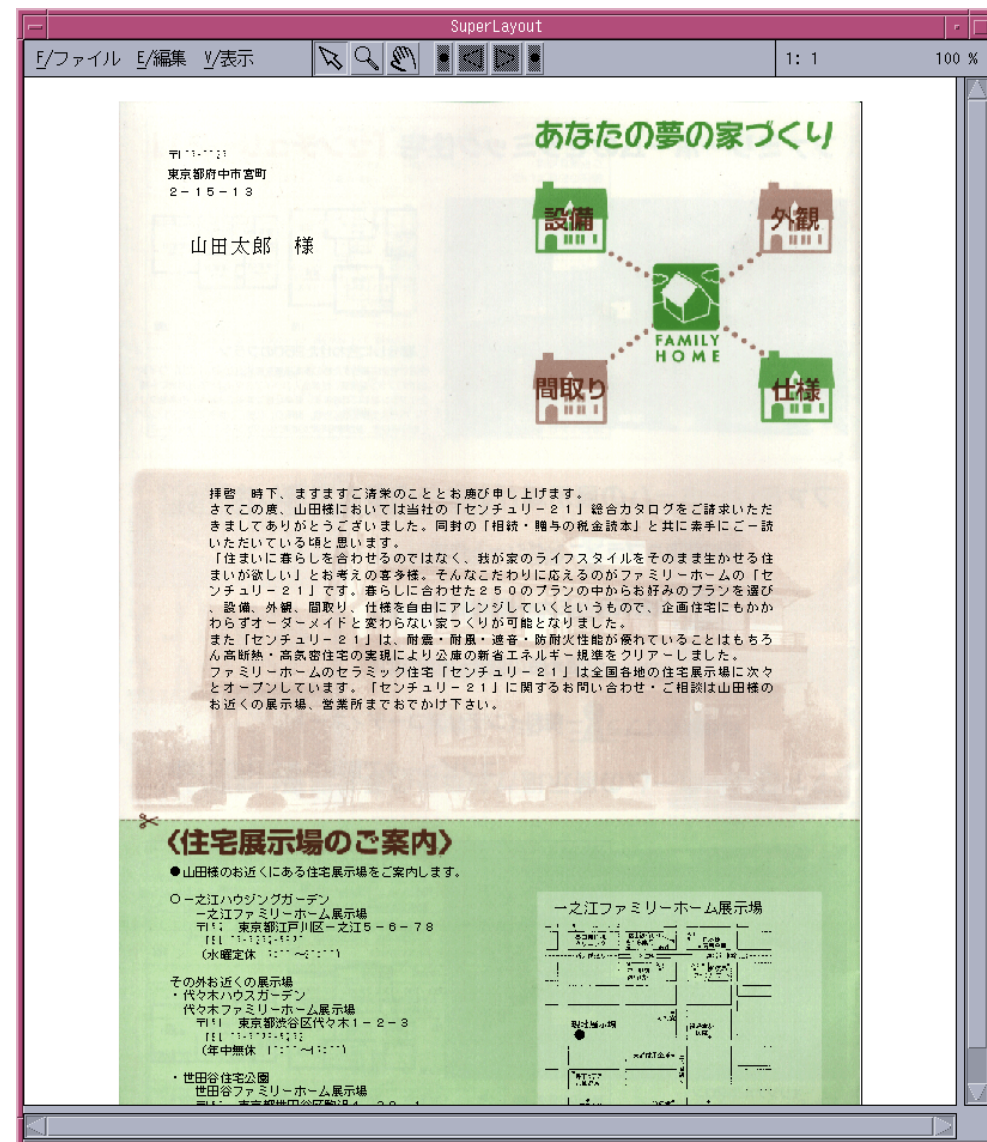 SuperLayout
F/ファイル E/編集 V/表示 1: 1 100 %
あなたの夢の家づくり
東京都府中市宮町
２－１５－１３
山田太郎 様
設備 外観
FAMILY
HOME
間取り 仕様
拝啓 時下、ますますご清栄のこととお慶び申し上げます。
さてこの度、山田様においては当社の「センチュリー２１」総合カタログをご請求いただ
きましてありがとうございました。同封の「相続・贈与の税金読本」と共に素手にご一読
いただいている頃と思います。
「住まいに暮らしを合わせるのではなく、我が家のライフスタイルをそのまま生かせる住
まいが欲しい」とお考えの喜多様。そんなこだわりに応えるのがファミリーホームの「セ
ンチュリー２１」です。暮らしに合わせた２５０のプランの中からお好みのプランを選び
、設備、外観、間取り、仕様を自由にアレンジしていくというもので、企画住宅にもかか
わらずオーダーメイドと変わらない家つくりが可能となりました。
また「センチュリー２１」は、耐震・耐風・遮音・防耐火性能が優れていることはもちろ
ん高断熱・高気密住宅の実現により公庫の新省エネルギー規準をクリアーしました。
ファミリーホームのセラミック住宅「センチュリー２１」は全国各地の住宅展示場に次々
とオープンしています。「センチュリー２１」に関するお問い合わせ・ご相談は山田様の
お近くの展示場、営業所までおでかけ下さい。
〈住宅展示場のご案内〉
●山田様のお近くにある住宅展示場をご案内します。
○一之江ハウジングガーデン
一之江ファミリーホーム展示場
東京都江戸川区一之江５－６－７８
（水曜定休
その外お近くの展示場
・代々木ハウスガーデン
代々木ファミリーホーム展示場
東京都渋谷区代々木１－２－３
（年中無休
・世田谷住宅公園
世田谷ファミリーホーム展示場
一之江ファミリーホーム展示場
現地展示場